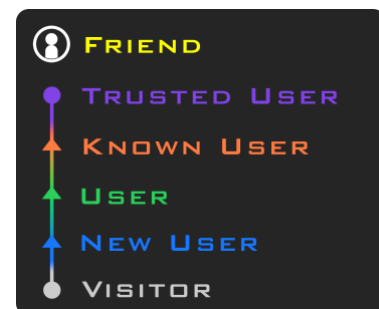 Friend
Trusted User
Known User
User
New User
Visitor